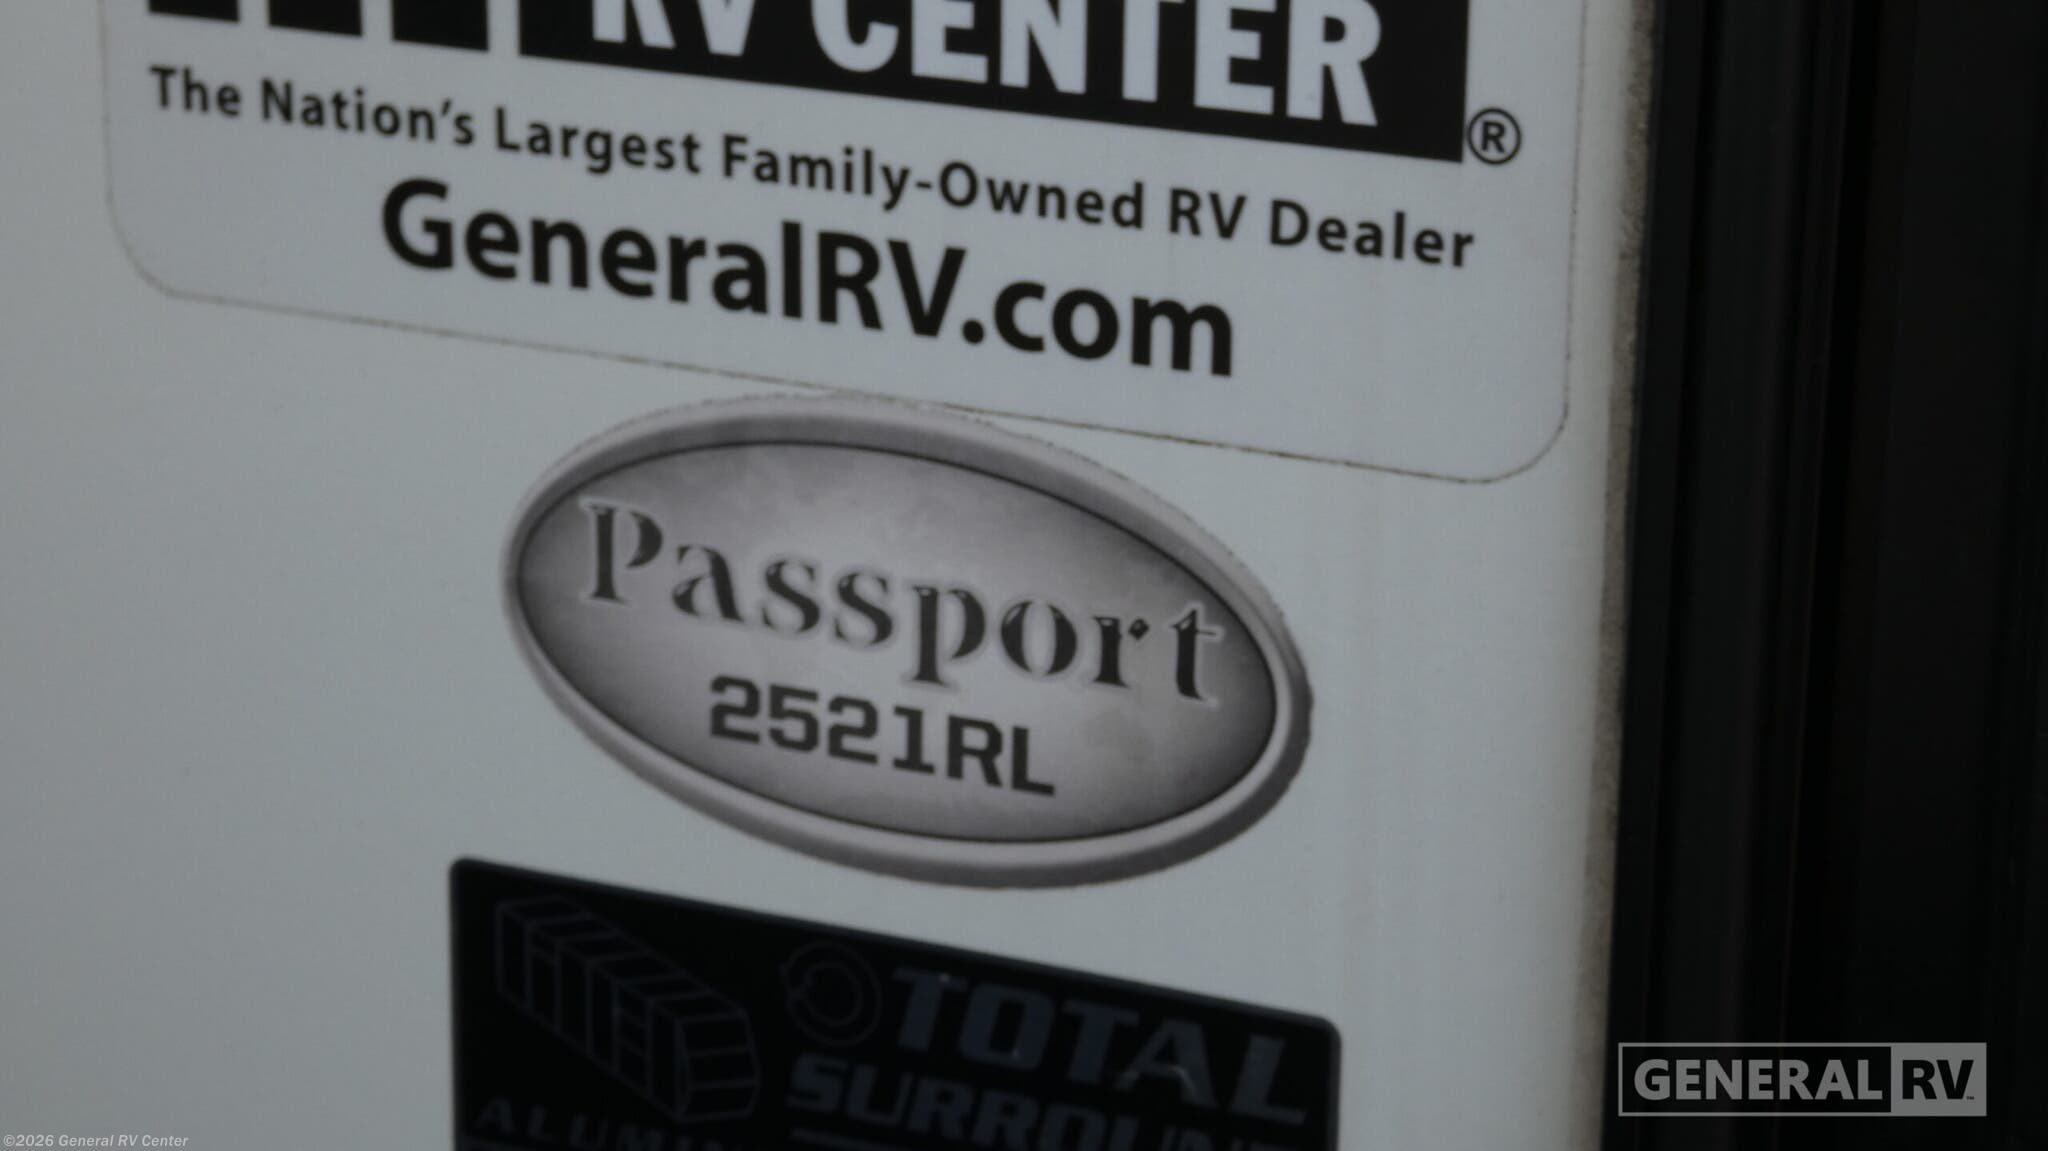 RV CENTER®
The Nation's Largest Family-Owned RV Dealer
GeneralRV.com
Passport
2521RL
TOTAL
GENERAL RV™
©2026 General RV Center